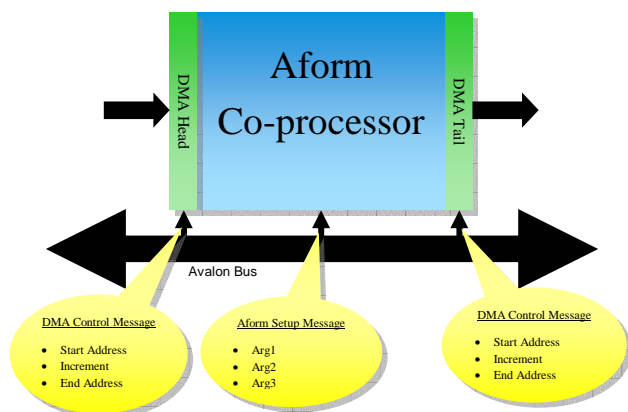 Aform
Co-processor
DMA Head
DMA Tail
Avalon Bus
DMA Control Message
• Start Address
• Increment
• End Address
Aform Setup Message
• Arg1
• Arg2
• Arg3
DMA Control Message
• Start Address
• Increment
• End Address